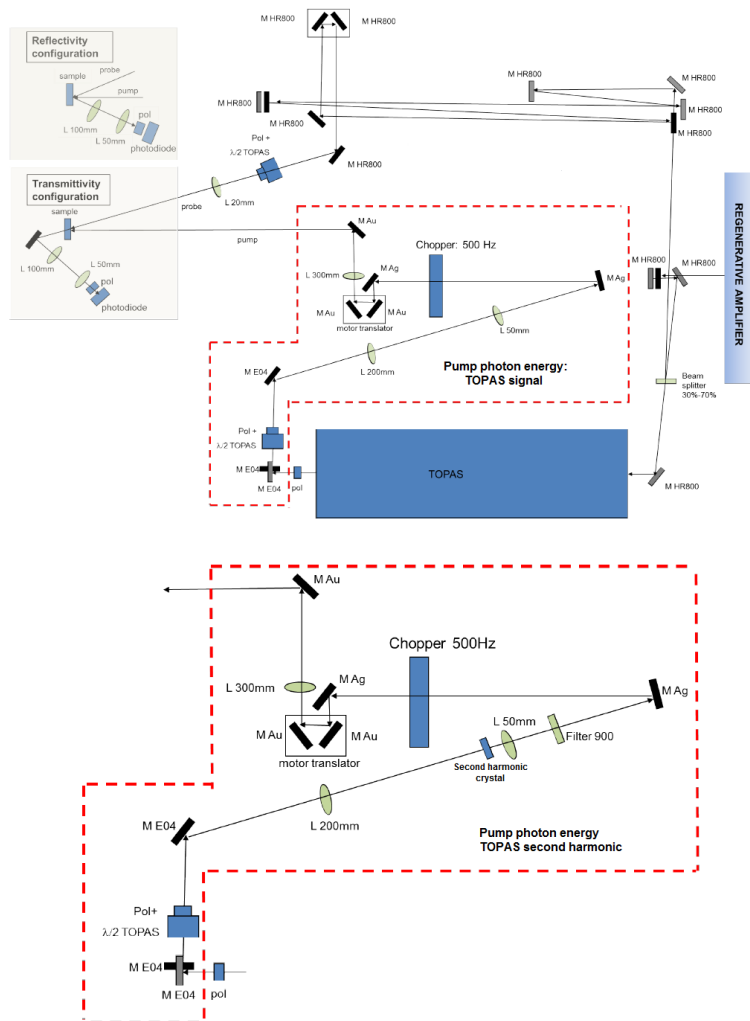 M HR800
M HR800
Reflectivity
configuration
sample
probe
pump
L 100mm
L 50mm
pol
photodiode
M HR800
M HR800
M HR800
M HR800
M HR800
M HR800
M HR800
Pol +
λ/2 TOPAS
M HR800
Transmittivity
configuration
sample
L 20mm
probe
pump
L 100mm
L 50mm
pol
photodiode
M Au
Chopper: 500 Hz
L 300mm
M Ag
M Ag
M Au
M Au
motor translator
L 50mm
L 200mm
M HR800
M HR800
REGENERATIVE AMPLIFIER
M E04
Pump photon energy:
TOPAS signal
Beam
splitter
30%-70%
Pol +
λ/2 TOPAS
M E04
M E04
pol
TOPAS
M HR800
M Au
Chopper 500Hz
L 300mm
M Ag
M Ag
M Au
M Au
motor translator
L 50mm
Filter 900
Second harmonic
crystal
L 200mm
M E04
Pump photon energy
TOPAS second harmonic
Pol+
λ/2 TOPAS
M E04
M E04
pol